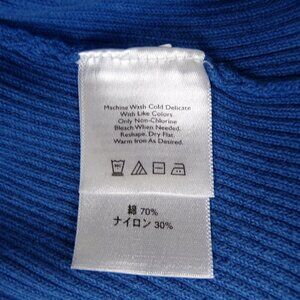 Machine Wash Cold Delicate
With Like Colors.
Only Non-Chlorine
Bleach When Needed.
Reshape, Dry Flat.
Warm Iron As Desired.
綿 70%
ナイロン 30%